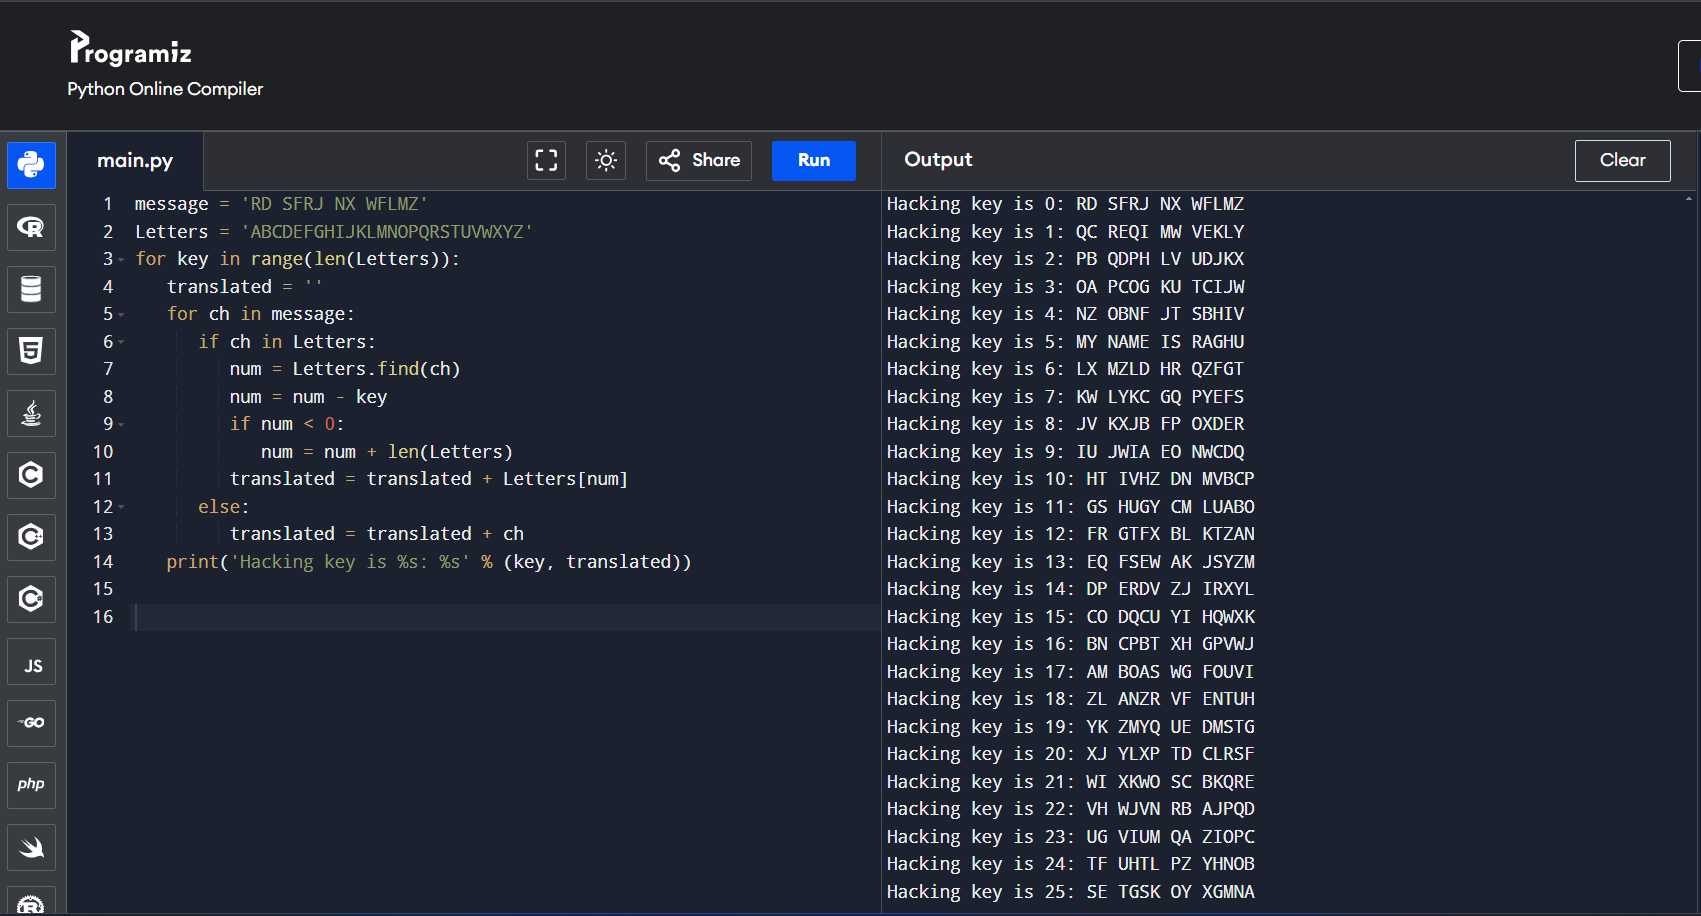 Programiz
Python Online Compiler
main.py
Share
Run
Output
Clear
1 message = 'RD SFRJ NX WFLMZ'
2 Letters = 'ABCDEFGHIJKLMNOPQRSTUVWXYZ'
3 for key in range(len(Letters)):
4    translated = ''
5    for ch in message:
6       if ch in Letters:
7          num = Letters.find(ch)
8          num = num - key
9          if num < 0:
10             num = num + len(Letters)
11          translated = translated + Letters[num]
12       else:
13          translated = translated + ch
14    print('Hacking key is %s: %s' % (key, translated))
15
16
Hacking key is 0: RD SFRJ NX WFLMZ
Hacking key is 1: QC REQI MW VEKLY
Hacking key is 2: PB QDPH LV UDJKX
Hacking key is 3: OA PCOG KU TCIJW
Hacking key is 4: NZ OBNF JT SBHIV
Hacking key is 5: MY NAME IS RAGHU
Hacking key is 6: LX MZLD HR QZFGT
Hacking key is 7: KW LYKC GQ PYEFS
Hacking key is 8: JV KXJB FP OXDER
Hacking key is 9: IU JWIA EO NWCDQ
Hacking key is 10: HT IVHZ DN MVBCP
Hacking key is 11: GS HUGY CM LUABO
Hacking key is 12: FR GTFX BL KTZAN
Hacking key is 13: EQ FSEW AK JSYZM
Hacking key is 14: DP ERDV ZJ IRXYL
Hacking key is 15: CO DQCU YI HQWXK
Hacking key is 16: BN CPBT XH GPVWJ
Hacking key is 17: AM BOAS WG FOUVI
Hacking key is 18: ZL ANZR VF ENTUH
Hacking key is 19: YK ZMYQ UE DMSTG
Hacking key is 20: XJ YLXP TD CLRSF
Hacking key is 21: WI XKWO SC BKQRE
Hacking key is 22: VH WJVN RB AJPQD
Hacking key is 23: UG VIUM QA ZIOPC
Hacking key is 24: TF UHTL PZ YHNOB
Hacking key is 25: SE TGSK OY XGMNA
R
5
C
C
C
JS
GO
php
R